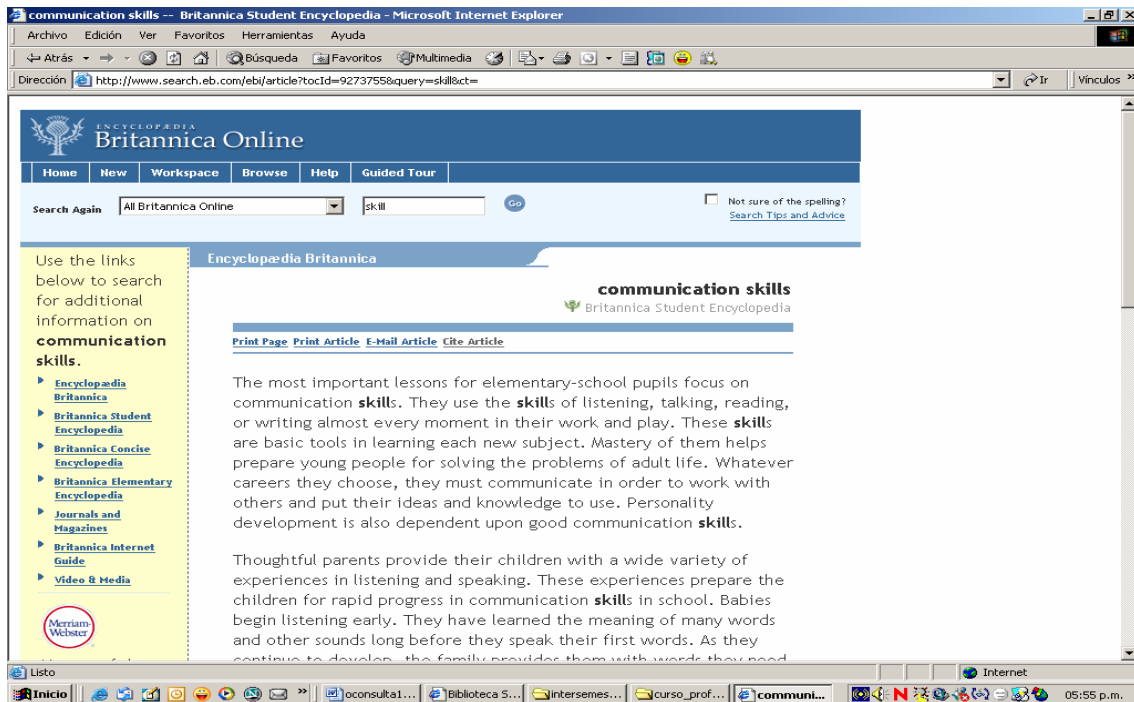 communication skills -- Britannica Student Encyclopedia - Microsoft Internet Explorer
Archivo Edición Ver Favoritos Herramientas Ayuda
Atrás Búsqueda Favoritos Multimedia
Dirección http://www.search.eb.com/ebi/article?tocId=92737558&query=skill&ct= Ir Vínculos »
ENCYCLOPÆDIA
Britannica Online
Home New Workspace Browse Help Guided Tour
Search Again All Britannica Online skill Go
Not sure of the spelling?
Search Tips and Advice
Use the links
below to search
for additional
information on
communication
skills.
Encyclopædia
Britannica
Britannica Student
Encyclopedia
Britannica Concise
Encyclopedia
Britannica Elementary
Encyclopedia
Journals and
Magazines
Britannica Internet
Guide
Video & Media
Merriam-
Webster
Encyclopædia Britannica
communication skills
Britannica Student Encyclopedia
Print Page Print Article E-Mail Article Cite Article
The most important lessons for elementary-school pupils focus on
communication skills. They use the skills of listening, talking, reading,
or writing almost every moment in their work and play. These skills
are basic tools in learning each new subject. Mastery of them helps
prepare young people for solving the problems of adult life. Whatever
careers they choose, they must communicate in order to work with
others and put their ideas and knowledge to use. Personality
development is also dependent upon good communication skills.
Thoughtful parents provide their children with a wide variety of
experiences in listening and speaking. These experiences prepare the
children for rapid progress in communication skills in school. Babies
begin listening early. They have learned the meaning of many words
and other sounds long before they speak their first words. As they
continue to develop, the family provides them with words they need
Listo Internet
Inicio » oconsulta1... Biblioteca S... intersemes... curso_prof... communi... 05:55 p.m.